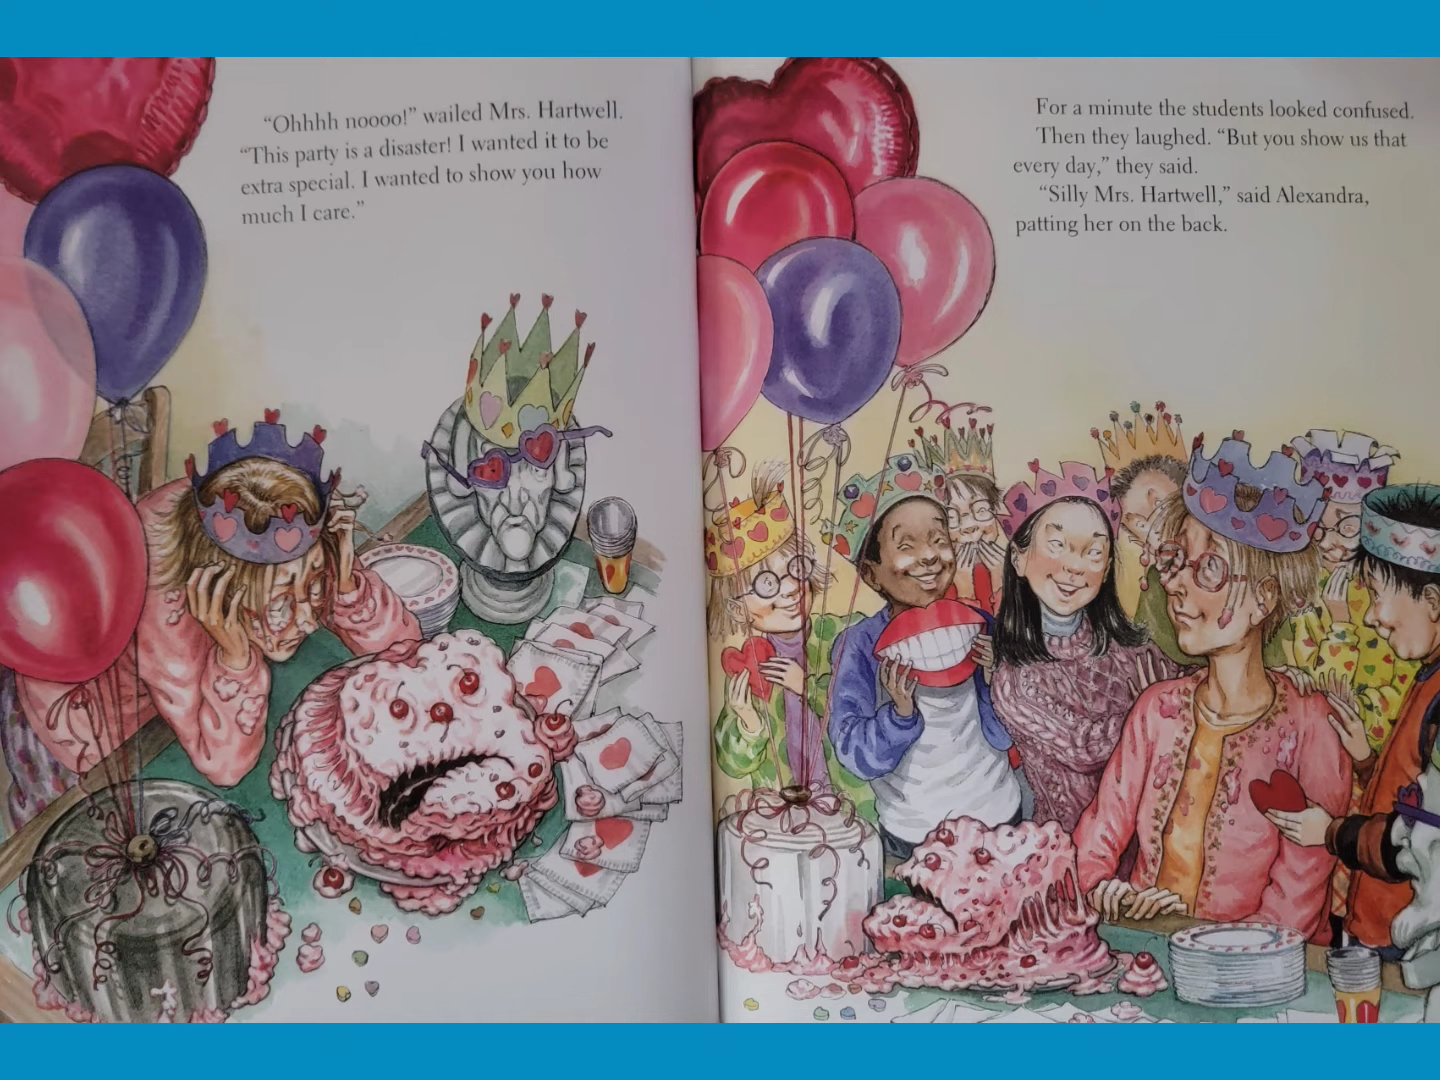 “Ohhhh noooo!” wailed Mrs. Hartwell.
“This party is a disaster! I wanted it to be
extra special. I wanted to show you how
much I care.”
For a minute the students looked confused.
Then they laughed. “But you show us that
every day,” they said.
“Silly Mrs. Hartwell,” said Alexandra,
patting her on the back.